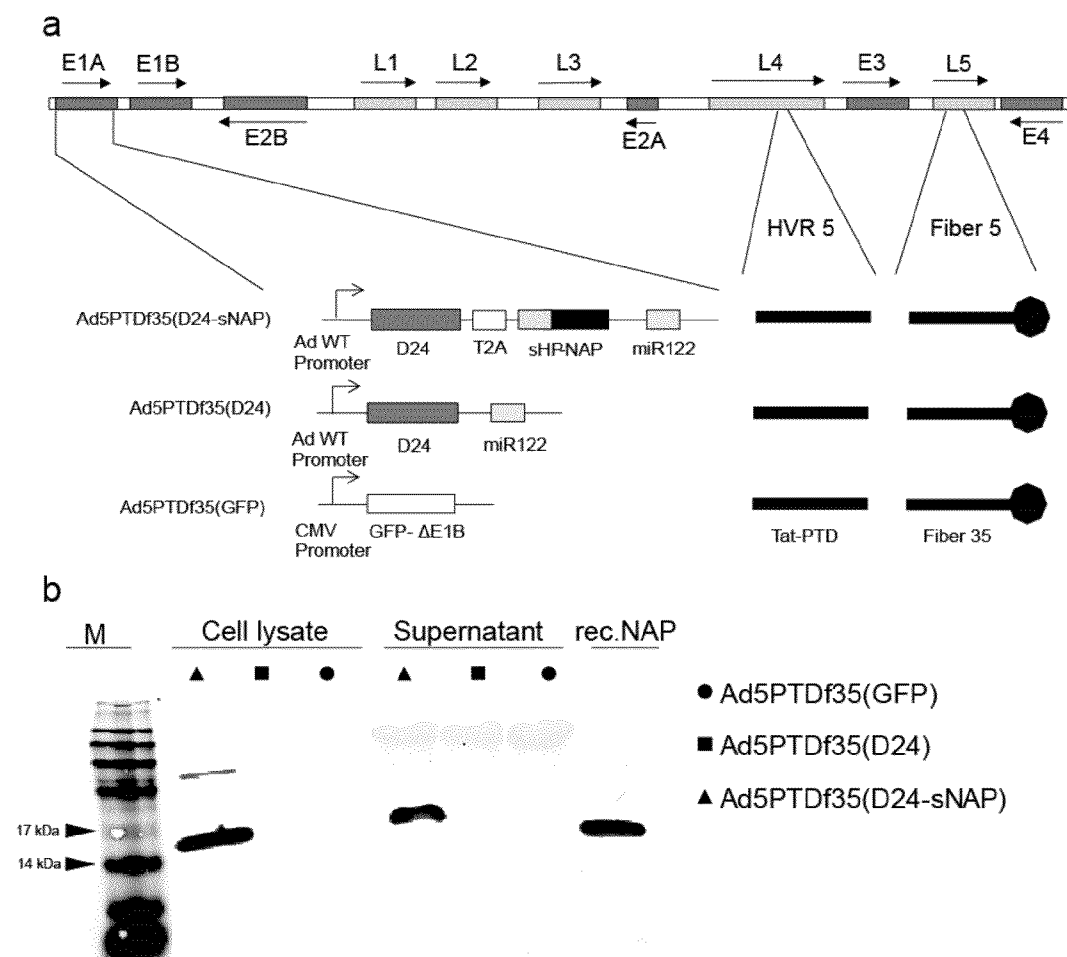 a
E1A E1B L1 L2 L3 L4 E3 L5
E2B E2A E4
HVR 5 Fiber 5
Ad5PTDf35(D24-sNAP)
Ad WT Promoter D24 T2A sHP-NAP miR122
Ad5PTDf35(D24)
Ad WT Promoter D24 miR122
Ad5PTDf35(GFP)
CMV Promoter GFP- ΔE1B Tat-PTD Fiber 35
b
M Cell lysate Supernatant rec.NAP
Ad5PTDf35(GFP)
Ad5PTDf35(D24)
Ad5PTDf35(D24-sNAP)
17 kDa
14 kDa